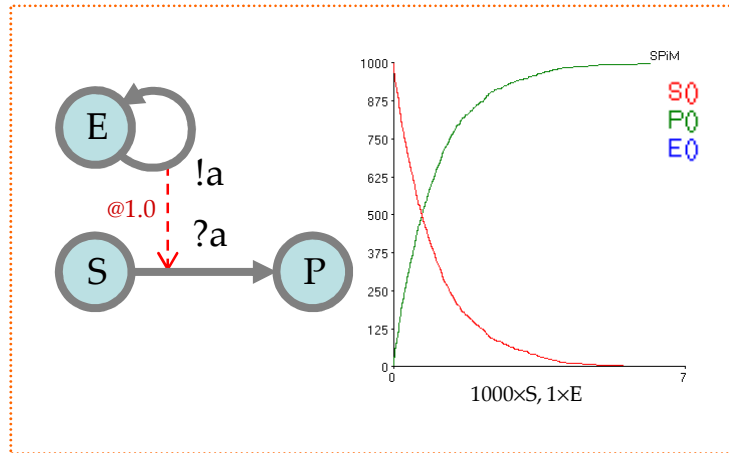 E
!a
@1.0
?a
S
P
SPiM
1000
875
750
625
500
375
250
125
0
0
7
S()
P()
E()
1000×S, 1×E